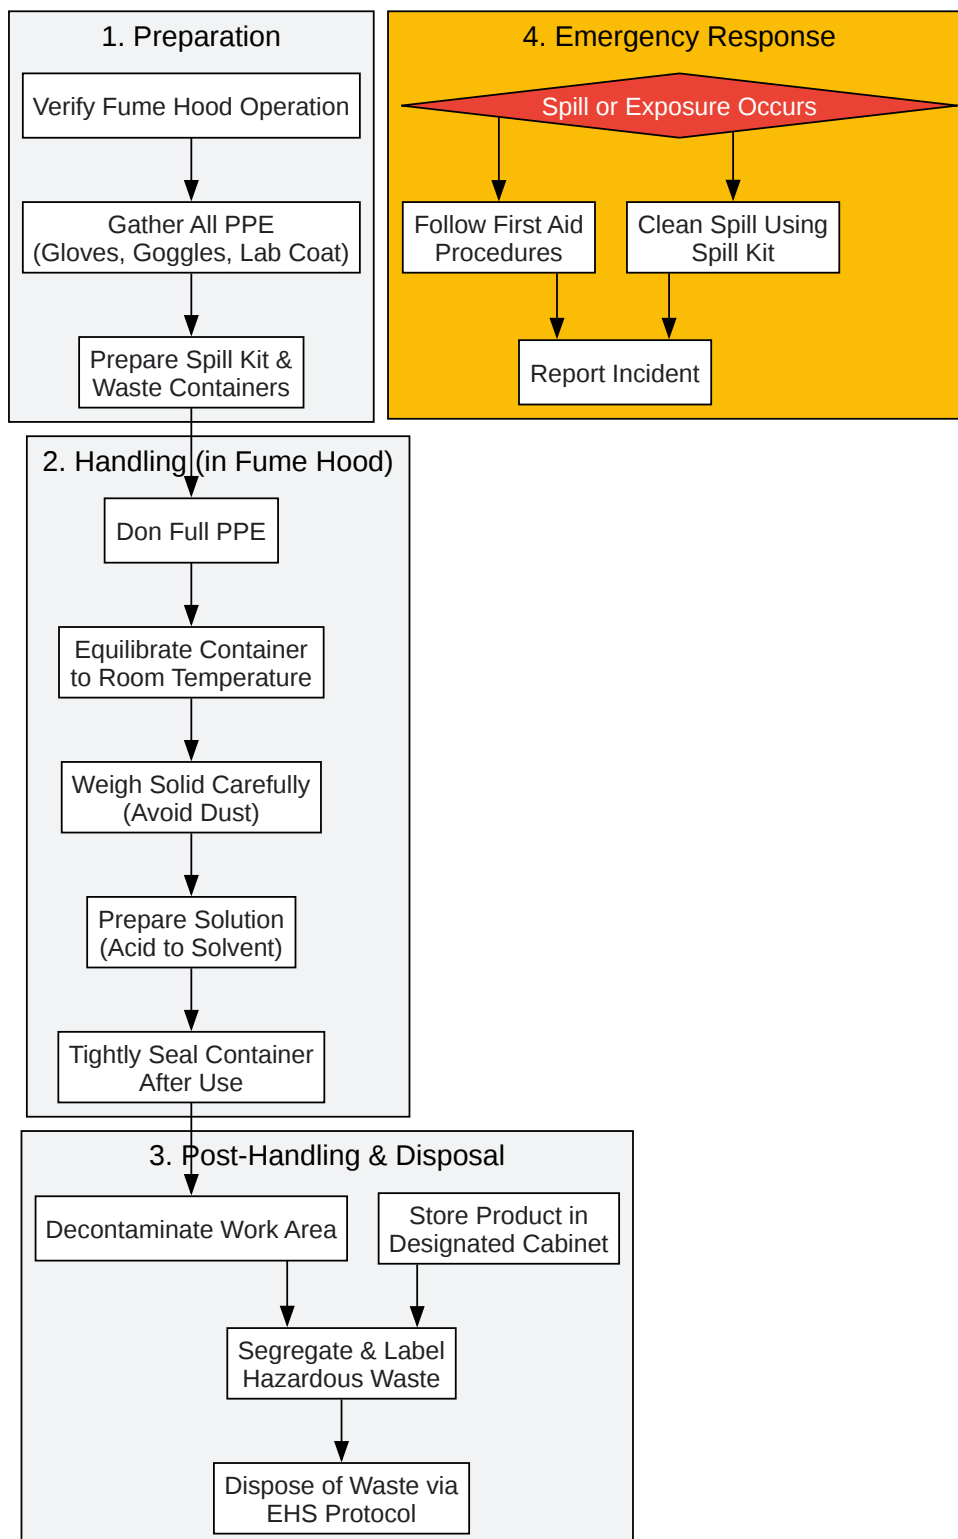 1. Preparation
Verify Fume Hood Operation
Gather All PPE
(Gloves, Goggles, Lab Coat)
Prepare Spill Kit &
Waste Containers
4. Emergency Response
Spill or Exposure Occurs
Follow First Aid
Procedures
Clean Spill Using
Spill Kit
Report Incident
2. Handling (in Fume Hood)
Don Full PPE
Equilibrate Container
to Room Temperature
Weigh Solid Carefully
(Avoid Dust)
Prepare Solution
(Acid to Solvent)
Tightly Seal Container
After Use
3. Post-Handling & Disposal
Decontaminate Work Area
Store Product in
Designated Cabinet
Segregate & Label
Hazardous Waste
Dispose of Waste via
EHS Protocol